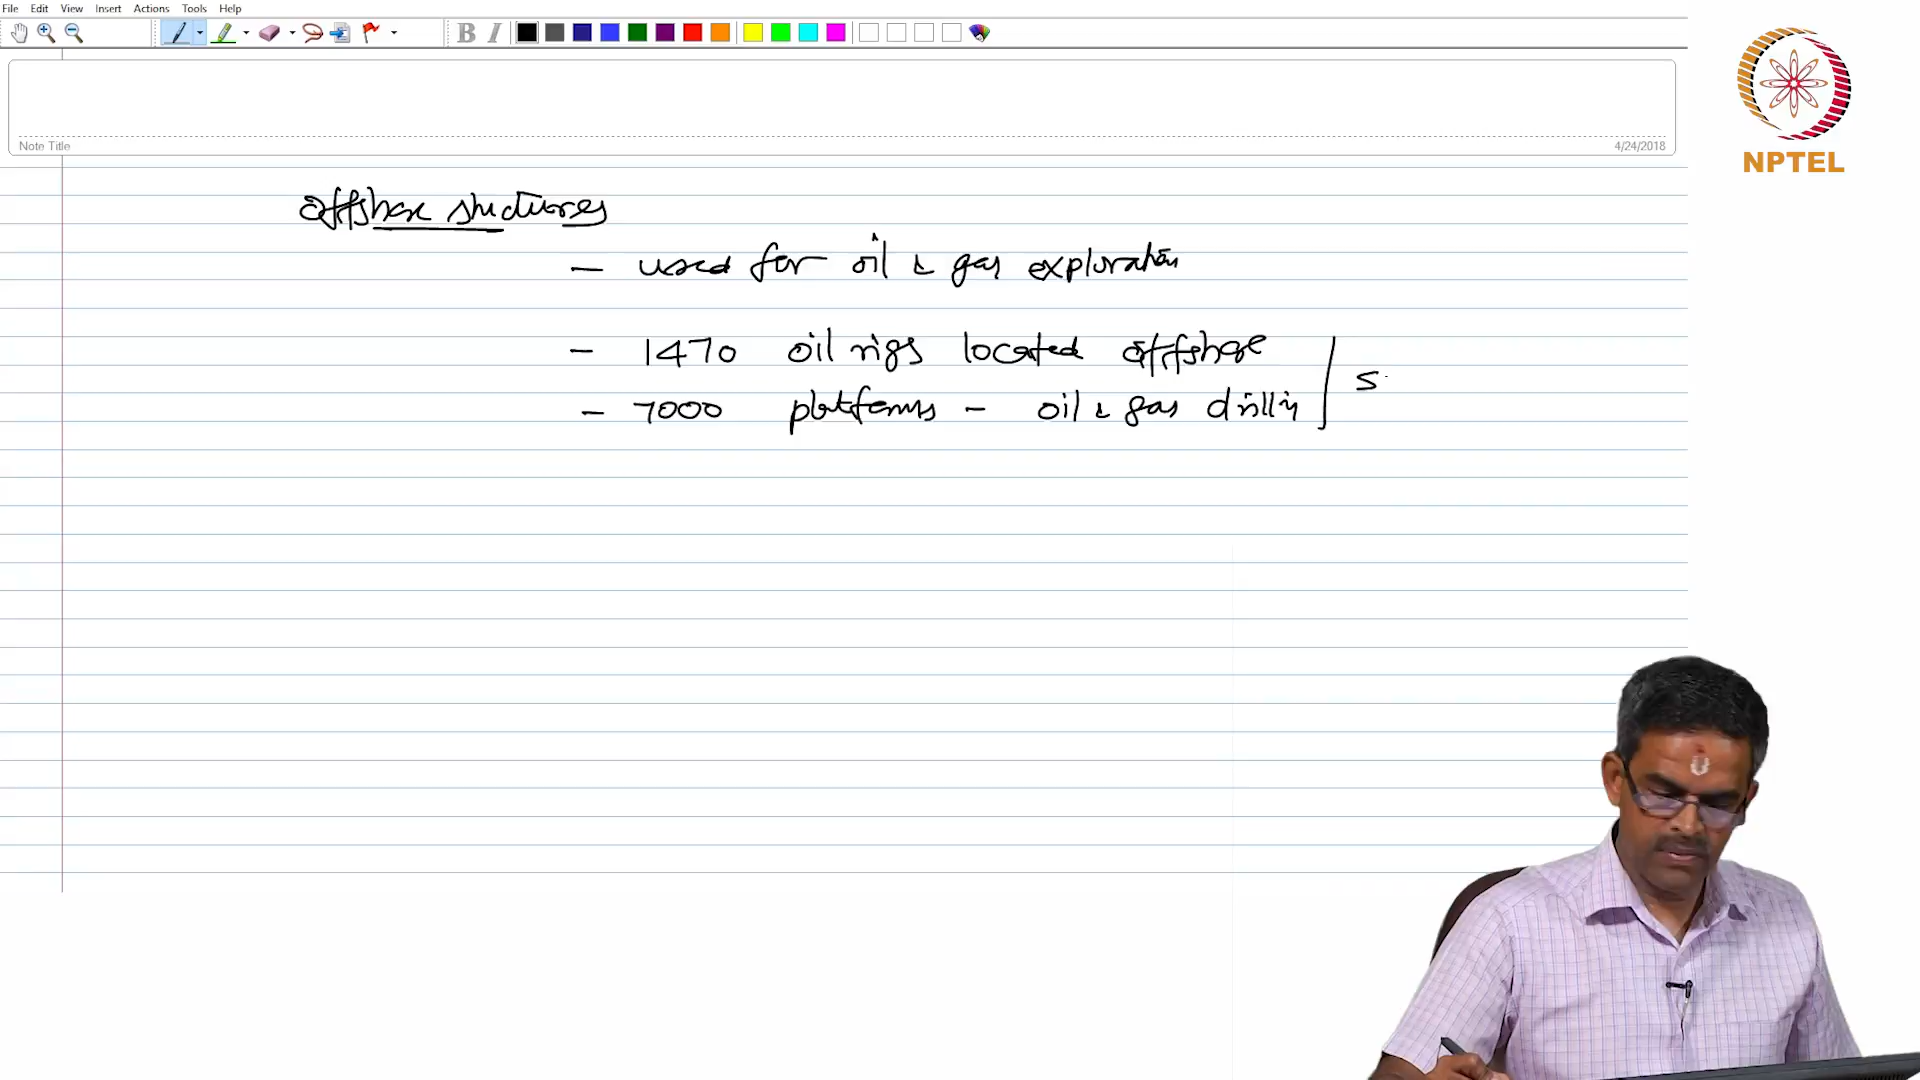 File Edit View Insert Actions Tools Help
B I
NPTEL
Note Title 4/24/2018
offshore structures
— used for oil & gas exploration
— 1470 oil rigs located offshore
— 7000 platforms — oil & gas drilling
S